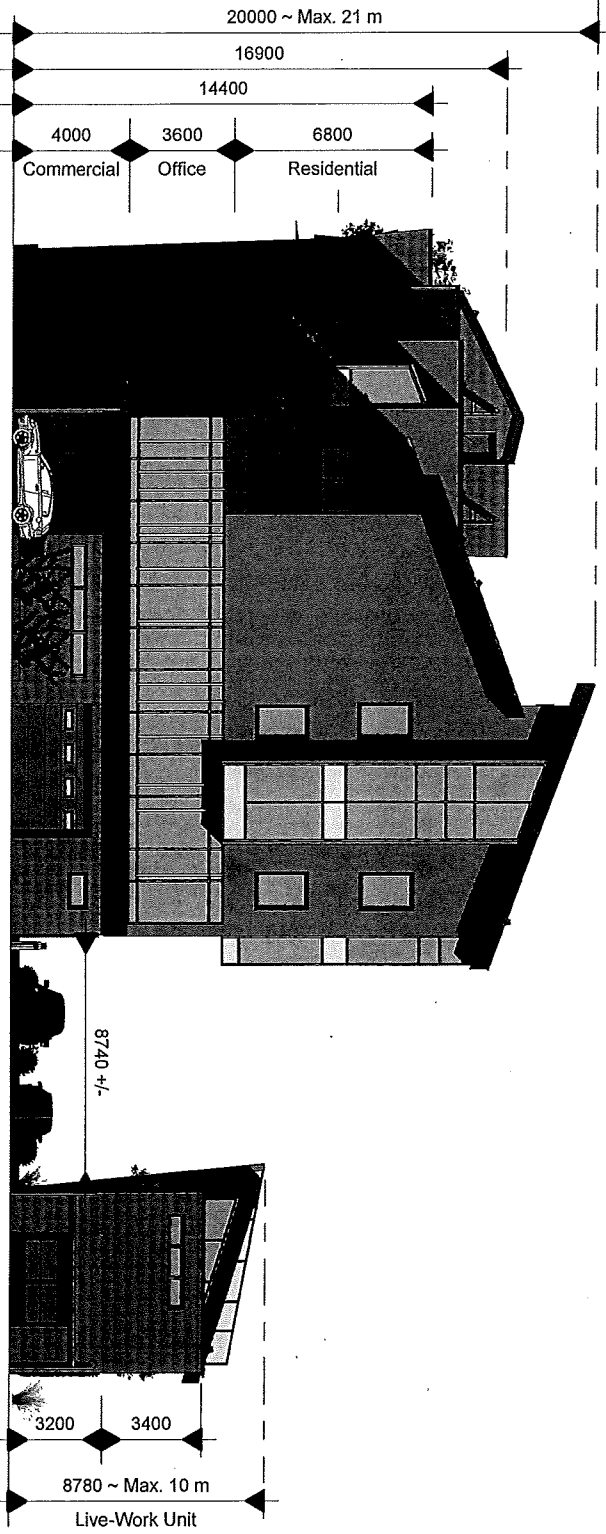 20000 ~ Max. 21 m
16900
14400
4000 3600 6800
Commercial Office Residential
8740 +/-
3200 3400
8780 ~ Max. 10 m
Live-Work Unit